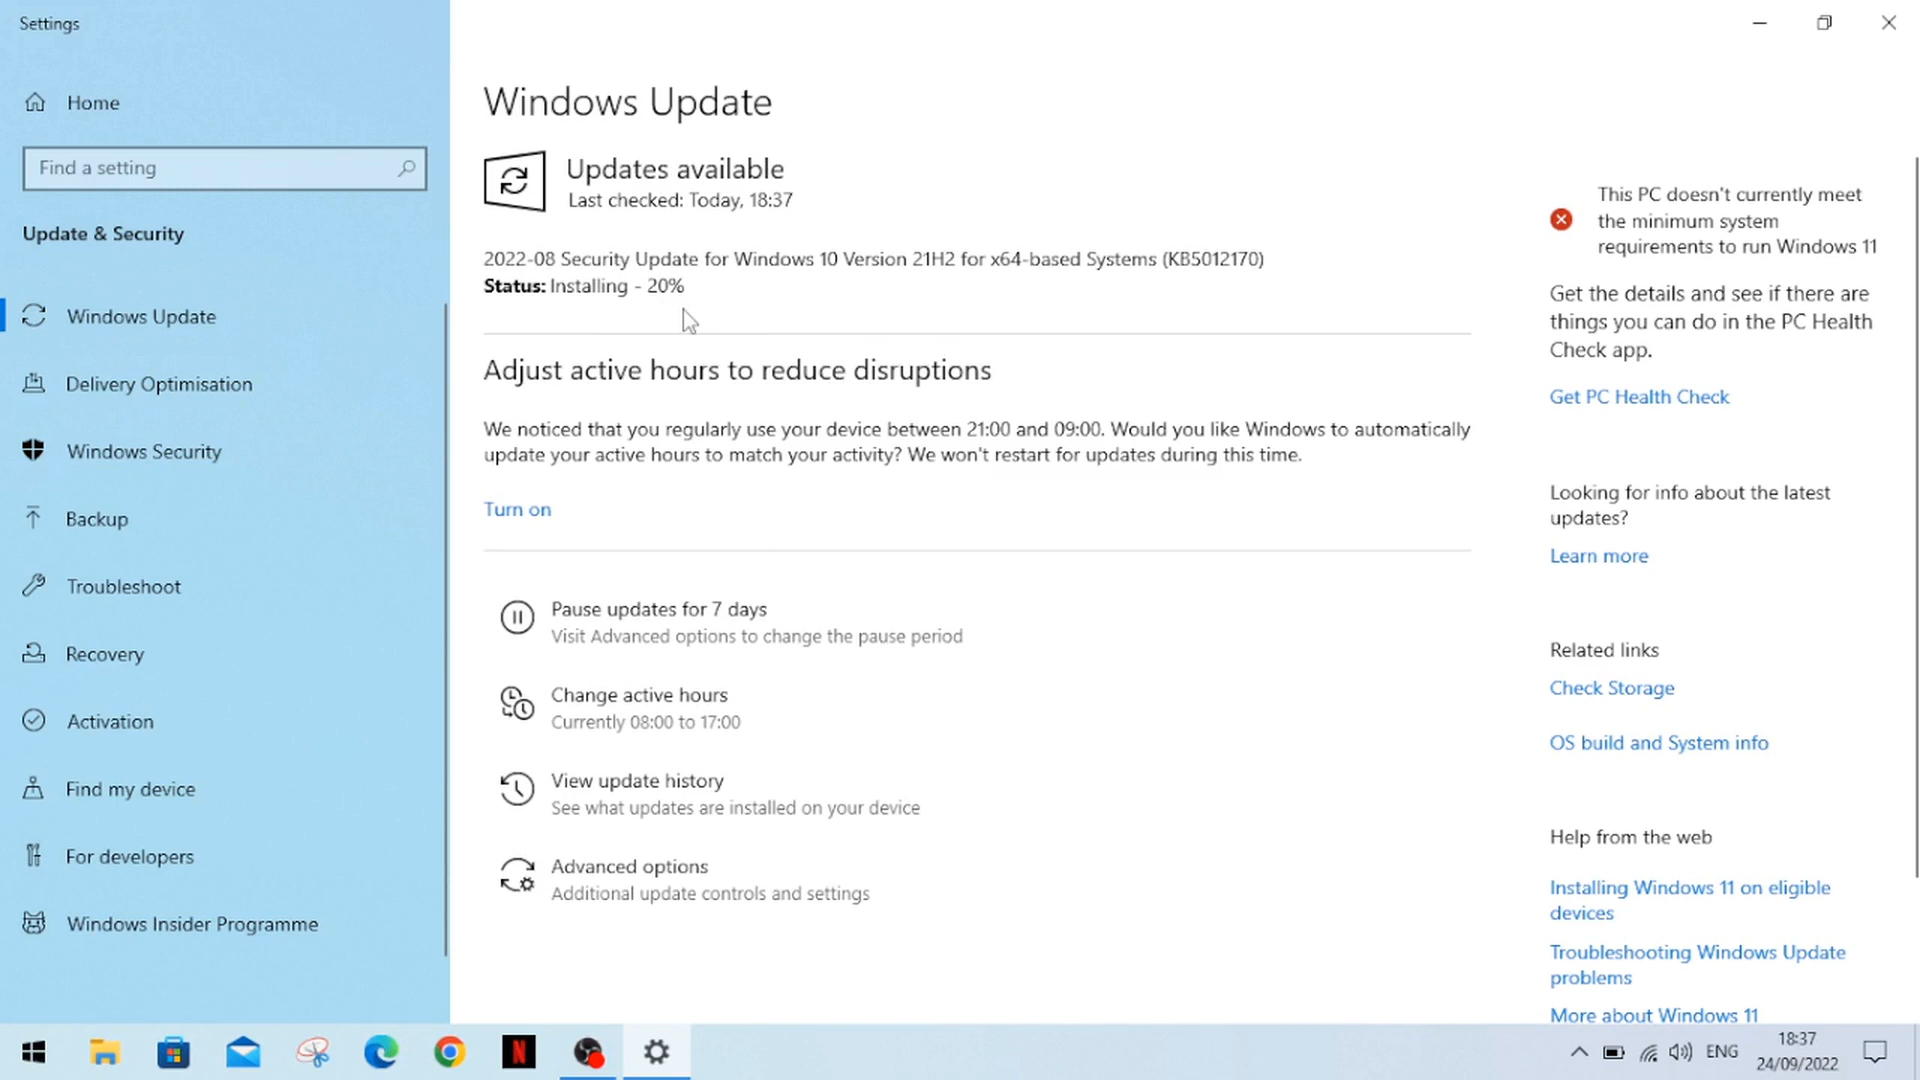 Settings
Home
Find a setting
Update & Security
Windows Update
Delivery Optimisation
Windows Security
Backup
Troubleshoot
Recovery
Activation
Find my device
For developers
Windows Insider Programme
Windows Update
Updates available
Last checked: Today, 18:37
2022-08 Security Update for Windows 10 Version 21H2 for x64-based Systems (KB5012170)
Status: Installing - 20%
Adjust active hours to reduce disruptions
We noticed that you regularly use your device between 21:00 and 09:00. Would you like Windows to automatically
update your active hours to match your activity? We won't restart for updates during this time.
Turn on
Pause updates for 7 days
Visit Advanced options to change the pause period
Change active hours
Currently 08:00 to 17:00
View update history
See what updates are installed on your device
Advanced options
Additional update controls and settings
This PC doesn't currently meet
the minimum system
requirements to run Windows 11
Get the details and see if there are
things you can do in the PC Health
Check app.
Get PC Health Check
Looking for info about the latest
updates?
Learn more
Related links
Check Storage
OS build and System info
Help from the web
Installing Windows 11 on eligible
devices
Troubleshooting Windows Update
problems
More about Windows 11
N
ENG
18:37
24/09/2022